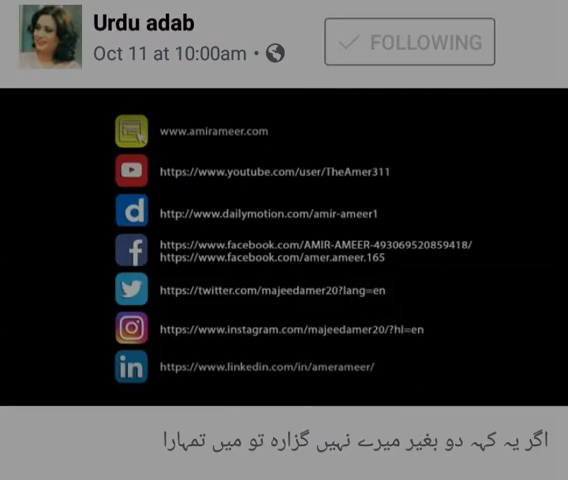 Urdu adab
Oct 11 at 10:00am •
FOLLOWING
www.amirameer.com
https://www.youtube.com/user/TheAmer311
http://www.dailymotion.com/amir-ameer1
https://www.facebook.com/AMIR-AMEER-493069520859418/
https://www.facebook.com/amer.ameer.165
https://twitter.com/majeedamer20?lang=en
https://www.instagram.com/majeedamer20/?hl=en
https://www.linkedin.com/in/amerameer/
اگر یہ کہہ دو بغیر میرے نہیں گزارہ تو میں تمہارا